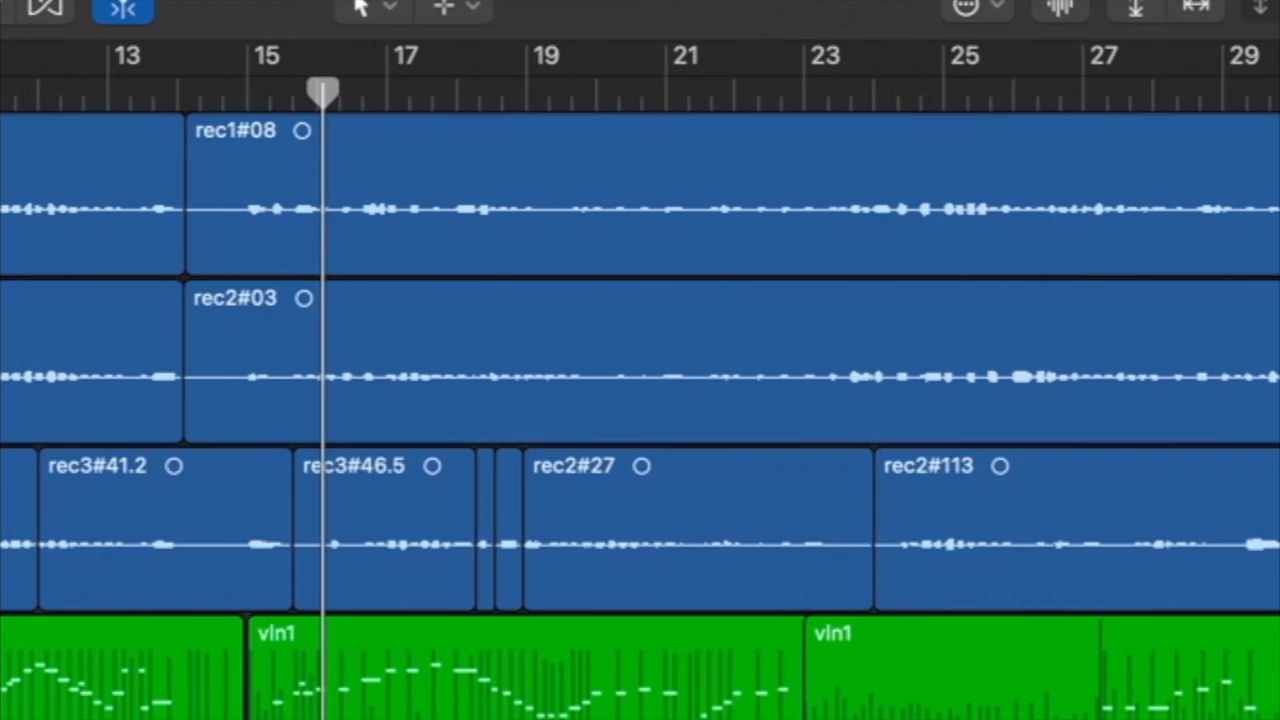 13 15 17 19 21 23 25 27 29
rec1#08
rec2#03
rec3#41.2 rec3#46.5 rec2#27 rec2#113
vln1 vln1